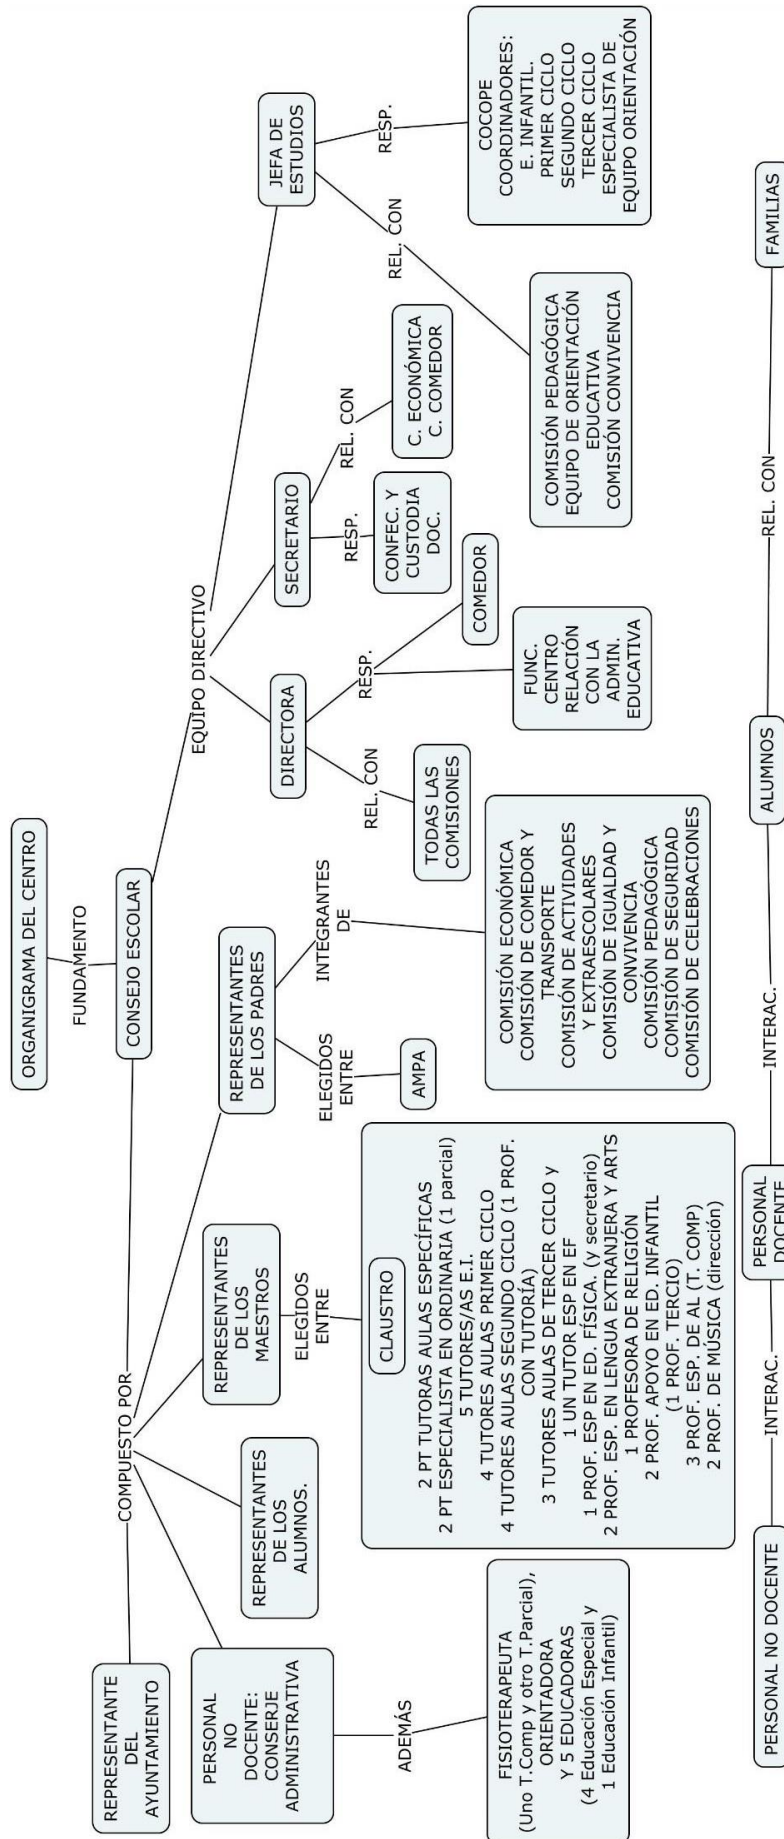 ORGANIGRAMA DEL CENTRO
FUNDAMENTO
CONSEJO ESCOLAR
COMPUESTO POR
EQUIPO DIRECTIVO
REPRESENTANTE
DEL
AYUNTAMIENTO
PERSONAL
NO
DOCENTE:
CONSERJE
ADMINISTRATIVA
ADEMÁS
FISIOTERAPEUTA
(Uno T.Comp y otro T.Parcial),
ORIENTADORA
Y 5 EDUCADORAS
(4 Educación Especial y
1 Educación Infantil)
REPRESENTANTES
DE LOS
ALUMNOS.
REPRESENTANTES
DE LOS
MAESTROS
ELEGIDOS
ENTRE
CLAUSTRO
2 PT TUTORAS AULAS ESPECÍFICAS
2 PT ESPECIALISTA EN ORDINARIA (1 parcial)
5 TUTORES/AS E.I.
4 TUTORES AULAS PRIMER CICLO
4 TUTORES AULAS SEGUNDO CICLO (1 PROF.
CON TUTORÍA)
3 TUTORES AULAS DE TERCER CICLO y
1 UN TUTOR ESP EN EF
1 PROF. ESP EN ED. FÍSICA. (y secretario)
2 PROF. ESP. EN LENGUA EXTRANJERA Y ARTS
1 PROFESORA DE RELIGIÓN
2 PROF. APOYO EN ED. INFANTIL
(1 PROF. TERCIO)
3 PROF. ESP. DE AL (T. COMP)
2 PROF. DE MÚSICA (dirección)
REPRESENTANTES
DE LOS PADRES
ELEGIDOS
ENTRE
AMPA
INTEGRANTES
DE
COMISIÓN ECONÓMICA
COMISIÓN DE COMEDOR Y
TRANSPORTE
COMISIÓN DE ACTIVIDADES
Y EXTRAESCOLARES
COMISIÓN DE IGUALDAD Y
CONVIVENCIA
COMISIÓN PEDAGÓGICA
COMISIÓN DE SEGURIDAD
COMISIÓN DE CELEBRACIONES
DIRECTORA
REL. CON
TODAS LAS
COMISIONES
RESP.
FUNC.
CENTRO
RELACIÓN
CON LA
ADMIN.
EDUCATIVA
COMEDOR
SECRETARIO
RESP.
CONFEC. Y
CUSTODIA
DOC.
REL. CON
C. ECONÓMICA
C. COMEDOR
JEFA DE
ESTUDIOS
REL. CON
COMISIÓN PEDAGÓGICA
EQUIPO DE ORIENTACIÓN
EDUCATIVA
COMISIÓN CONVIVENCIA
RESP.
COCOPE
COORDINADORES:
E. INFANTIL.
PRIMER CICLO
SEGUNDO CICLO
TERCER CICLO
ESPECIALISTA DE
EQUIPO ORIENTACIÓN
PERSONAL NO DOCENTE
INTERAC.
PERSONAL
DOCENTE
INTERAC.
ALUMNOS
REL. CON
FAMILIAS